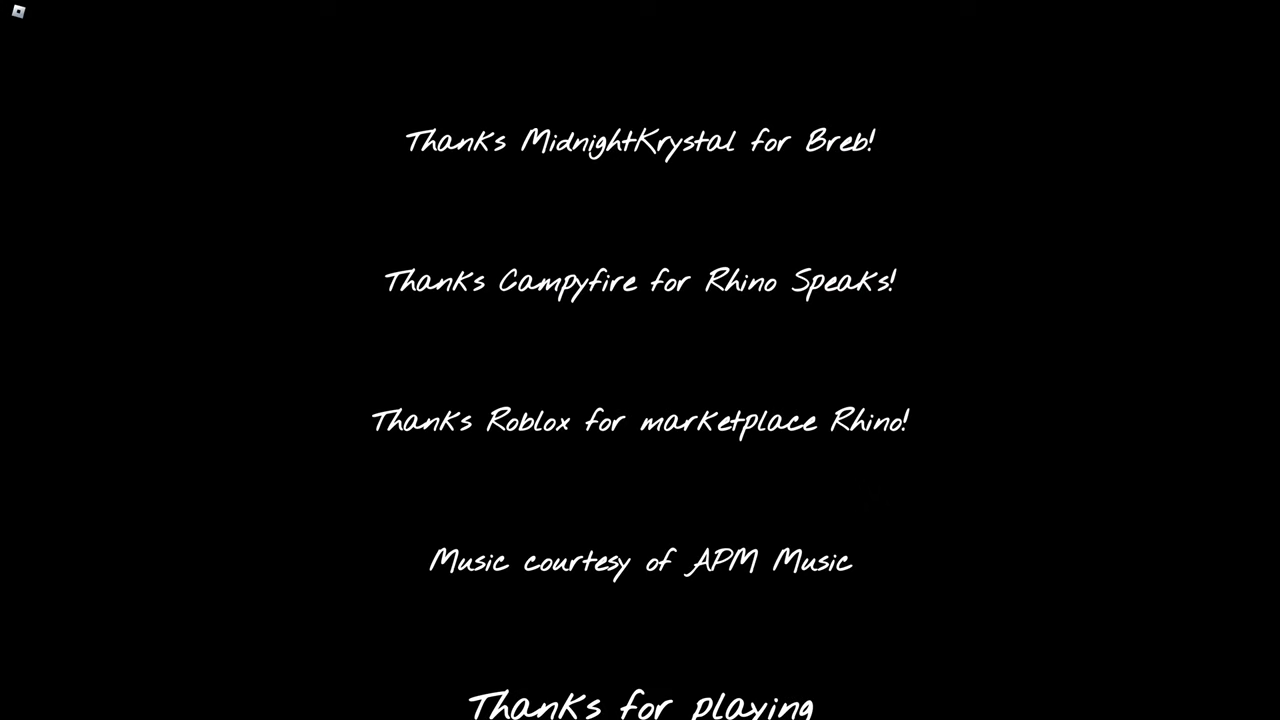 Thanks MidnightKrystal for Breb!
Thanks Campyfire for Rhino Speaks!
Thanks Roblox for marketplace Rhino!
Music courtesy of APM Music
Thanks for playing